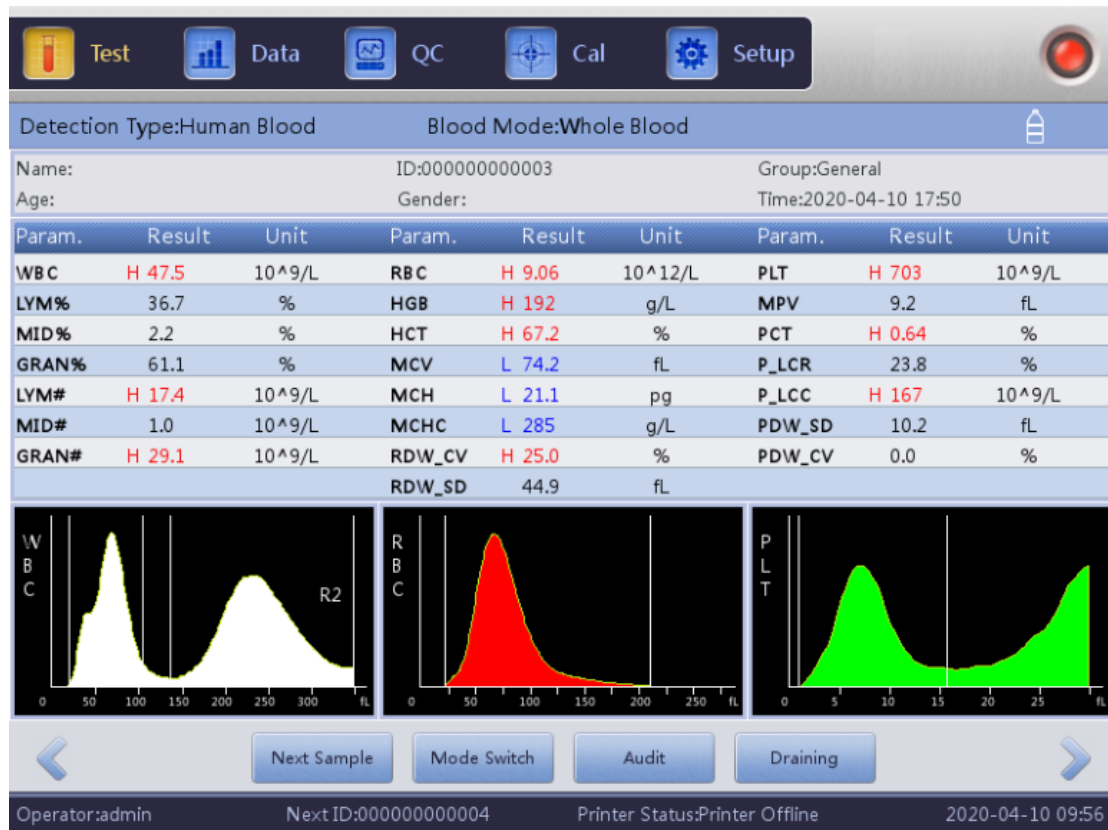 Test Data QC Cal Setup
Detection Type:Human Blood Blood Mode:Whole Blood
Name: ID:000000000003 Group:General
Age: Gender: Time:2020-04-10 17:50
Param. Result Unit Param. Result Unit Param. Result Unit
WBC H 47.5 10^9/L RBC H 9.06 10^12/L PLT H 703 10^9/L
LYM% 36.7 % HGB H 192 g/L MPV 9.2 fL
MID% 2.2 % HCT H 67.2 % PCT H 0.64 %
GRAN% 61.1 % MCV L 74.2 fL P_LCR 23.8 %
LYM# H 17.4 10^9/L MCH L 21.1 pg P_LCC H 167 10^9/L
MID# 1.0 10^9/L MCHC L 285 g/L PDW_SD 10.2 fL
GRAN# H 29.1 10^9/L RDW_CV H 25.0 % PDW_CV 0.0 %
RDW_SD 44.9 fL
WBC R2 RBC PLT
0 50 100 150 200 250 300 fL 0 50 100 150 200 250 fL 0 5 10 15 20 25 fL
Next Sample Mode Switch Audit Draining
Operator:admin Next ID:000000000004 Printer Status:Printer Offline 2020-04-10 09:56